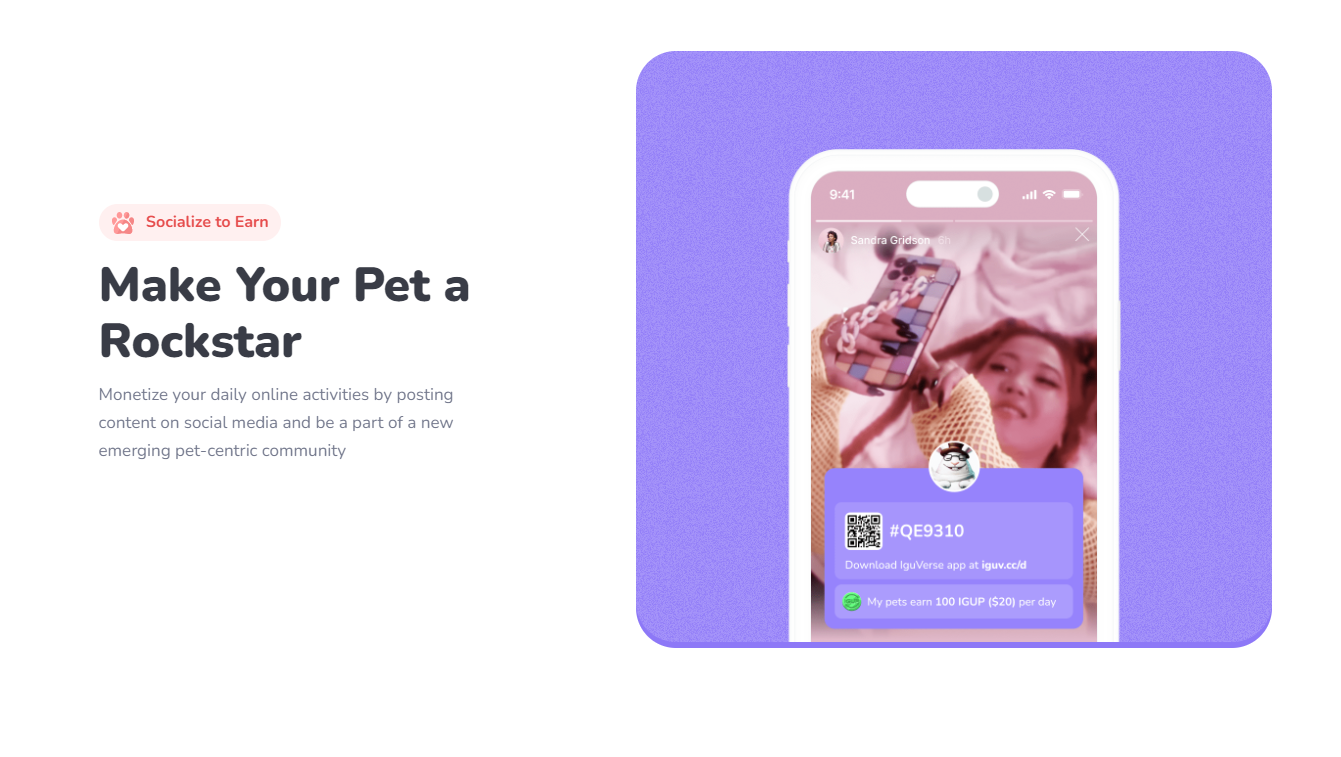 Socialize to Earn
Make Your Pet a
Rockstar
Monetize your daily online activities by posting
content on social media and be a part of a new
emerging pet-centric community
9:41
Sandra Gridson 6h
#QE9310
Download IguVerse app at iguv.cc/d
My pets earn 100 IGUP ($20) per day